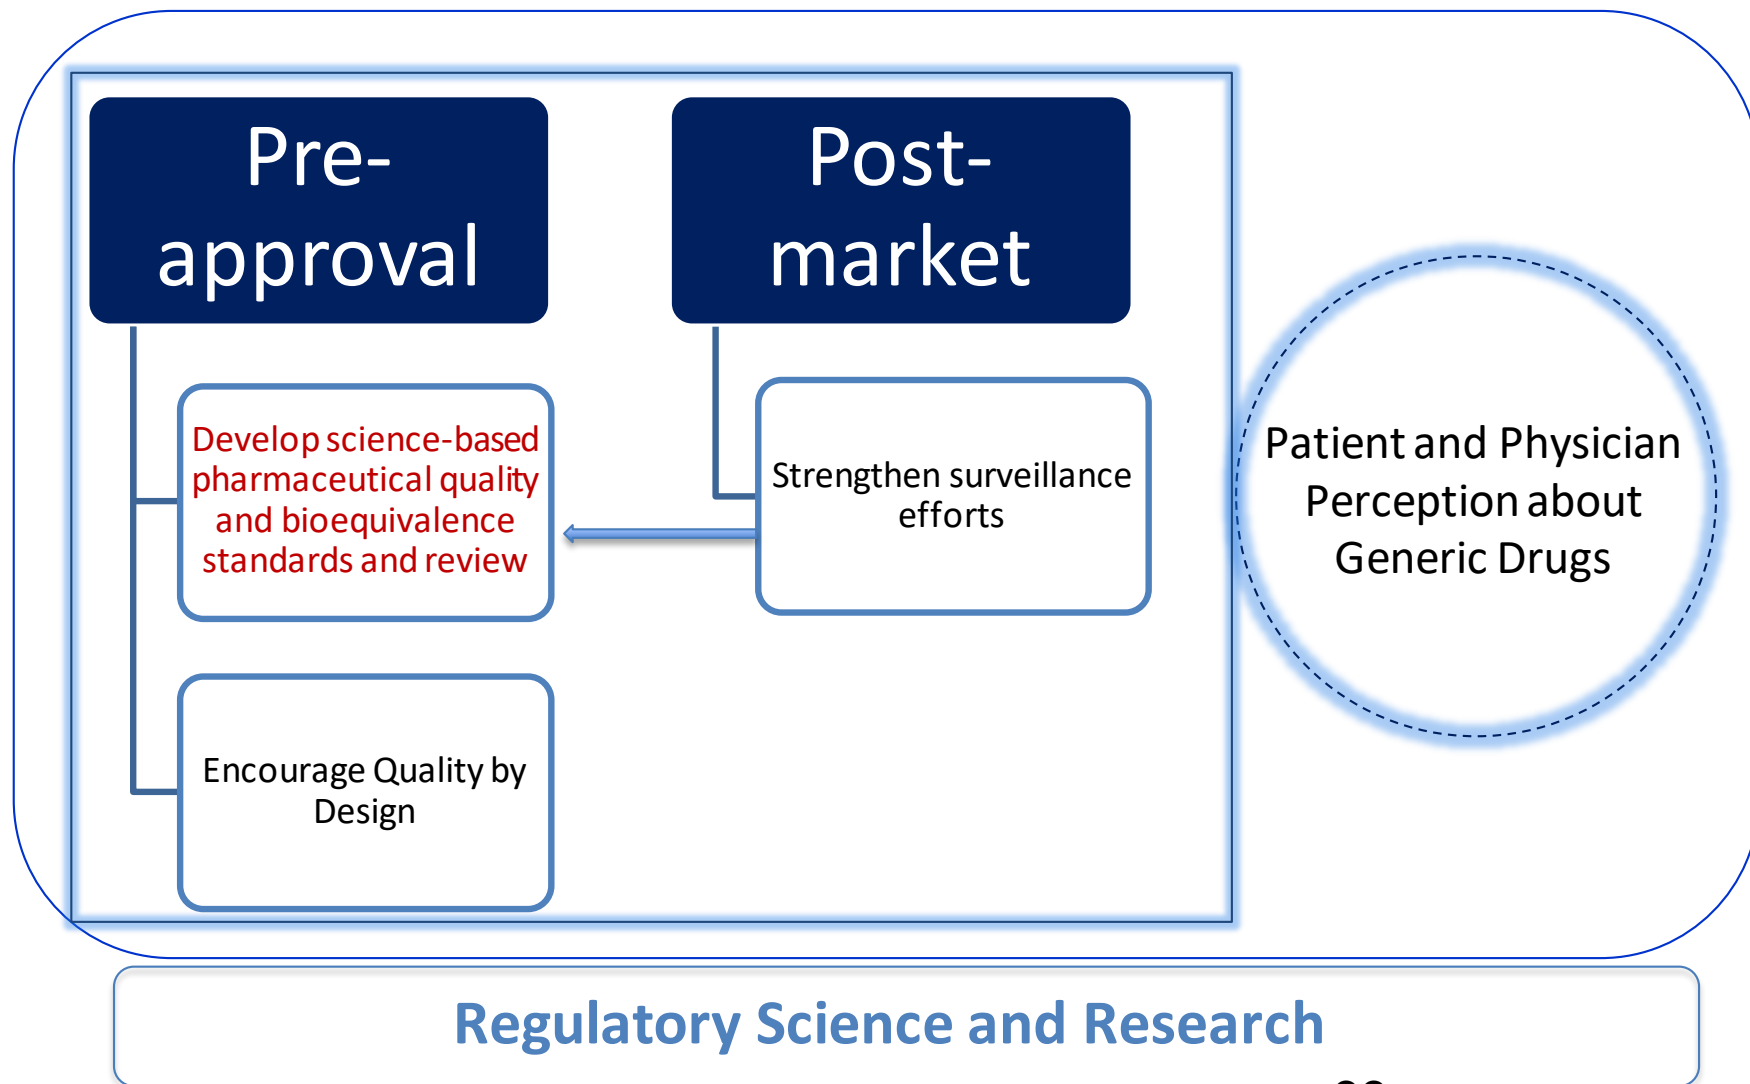 Pre-
approval
Post-
market
Develop science-based
pharmaceutical quality
and bioequivalence
standards and review
Strengthen surveillance
efforts
Encourage Quality by
Design
Patient and Physician
Perception about
Generic Drugs
Regulatory Science and Research